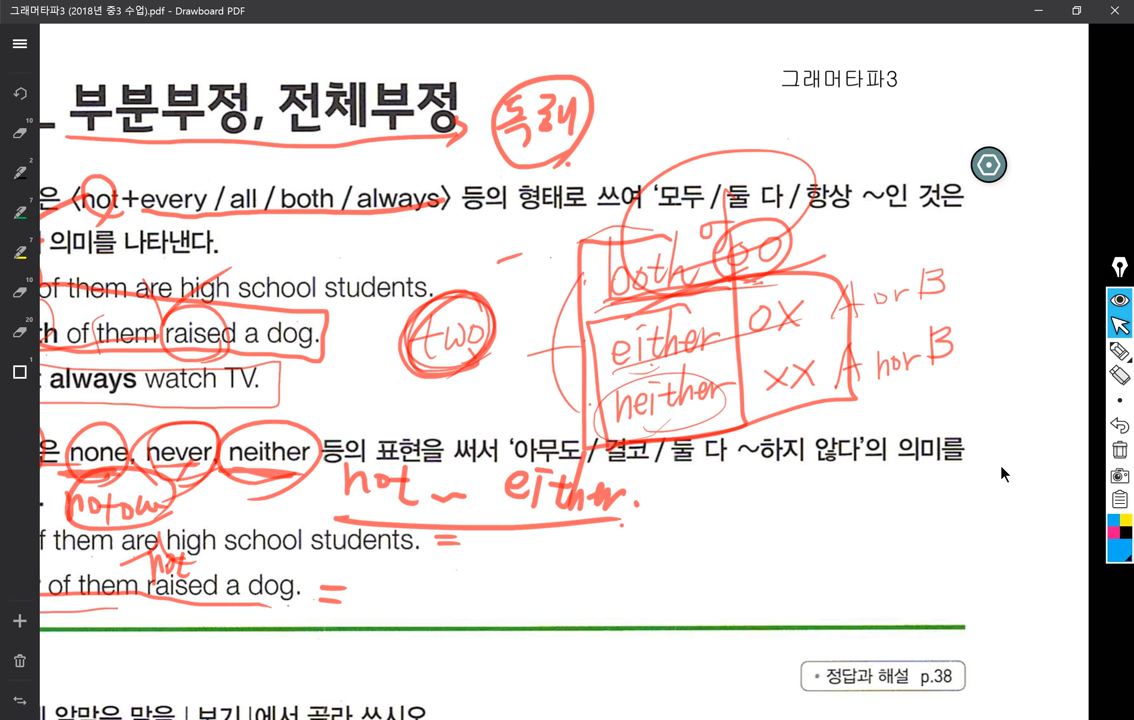 그래머타파3 (2018년 중3 수업).pdf - Drawboard PDF
그래머타파3
부분부정, 전체부정
독해
은 〈not+every / all / both / always〉 등의 형태로 쓰여 '모두 / 둘 다 / 항상 ~인 것은
의미를 나타낸다.
both OO
of them are high school students.
either OX A or B
of them raised a dog.
two
neither XX A nor B
always watch TV.
은 none, never, neither 등의 표현을 써서 '아무도 / 결코 / 둘 다 ~하지 않다'의 의미를
not ~ either.
f them are high school students. =
not
of them raised a dog. =
정답과 해설 p.38
알맞은 말을 |보기|에서 골라 쓰시오
10
2
7
7
10
20
1